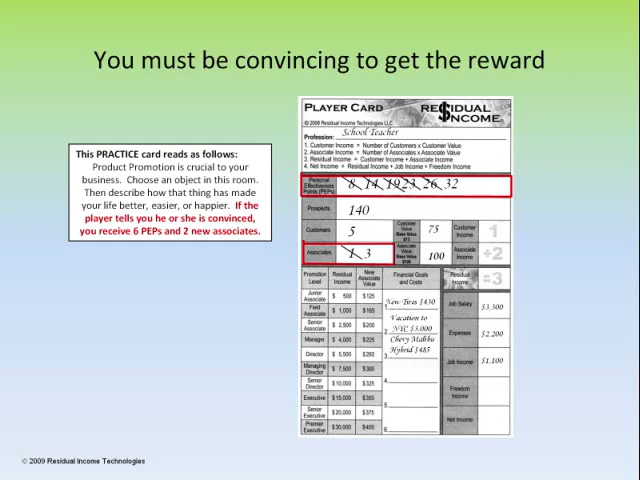 You must be convincing to get the reward
This PRACTICE card reads as follows:
Product Promotion is crucial to your
business. Choose an object in this room.
Then describe how that thing has made
your life better, easier, or happier. If the
player tells you he or she is convinced,
you receive 6 PEPs and 2 new associates.
PLAYER CARD
RE$IDUAL INCOME
© 2008 Residual Income Technologies LLC
Profession: School Teacher
1. Customer Income = Number of Customers x Customer Value
2. Associate Income = Number of Associates x Associate Value
3. Residual Income = Customer Income + Associate Income
4. Net Income = Residual Income + Job Income + Freedom Income
Personal Effectiveness Points (PEPs) 8 14 19 23 26 32
Prospects 140
Customers 5 Customer Value Base Value 75 Customer Income 1
Associates 1 3 Associate Value Base Value $100 100 Associate Income +2
Promotion Level Residual Income New Associate Value Financial Goals and Costs Residual Income =3
Junior Associate $ 500 $125 1. New Tires $430 Job Salary $3,300
Field Associate $ 1,000 $165
Senior Associate $ 2,500 $200 2. Vacation to NYC $3,000 Expenses $2,200
Manager $ 4,000 $225 Chevy Malibu
Director $ 5,500 $260 3. Hybrid $485 Job Income $1,100
Managing Director $ 7,500 $300
Senior Director $ 10,000 $325 4. Freedom Income
Executive $ 15,000 $350
Senior Executive $ 20,000 $375 5. Net Income
Premier Executive $ 30,000 $400 6.
© 2009 Residual Income Technologies